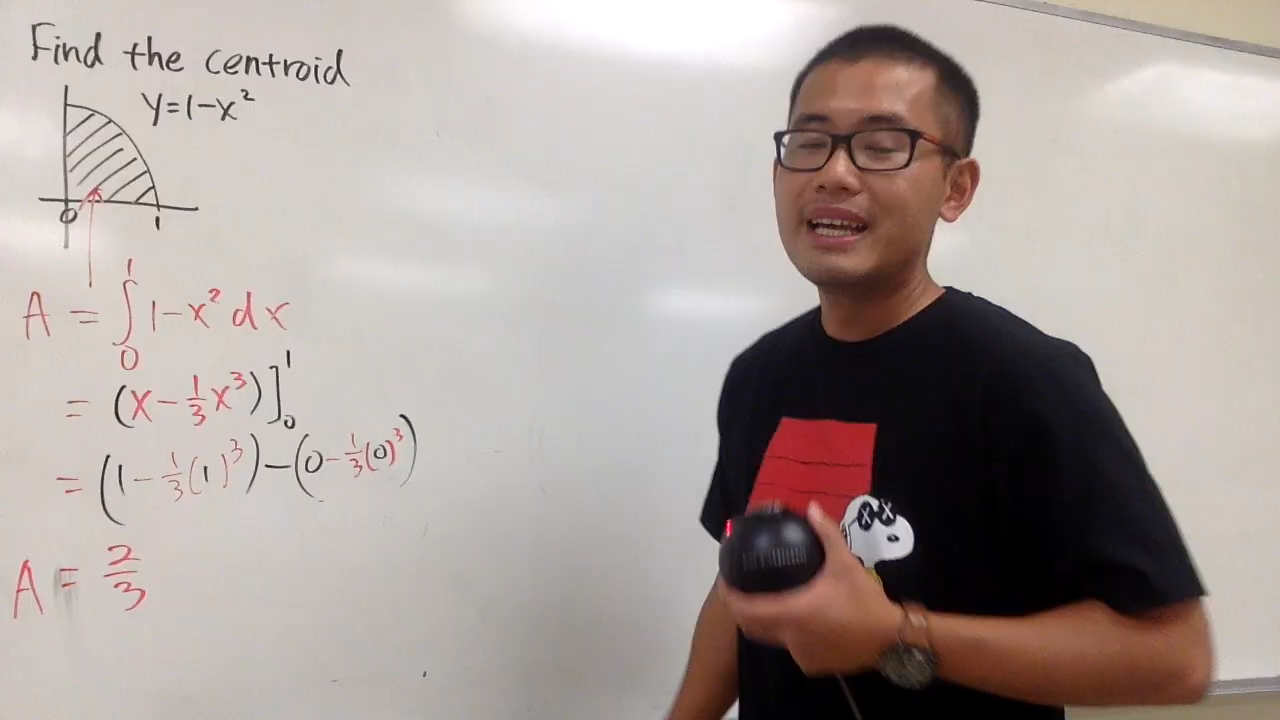 Find the centroid
y=1-x²
0 1
A = ∫₀¹ 1-x² dx
= (x - 1/3 x³)]₀¹
= (1 - 1/3 (1)³) - (0 - 1/3 (0)³)
A = 2/3
X X